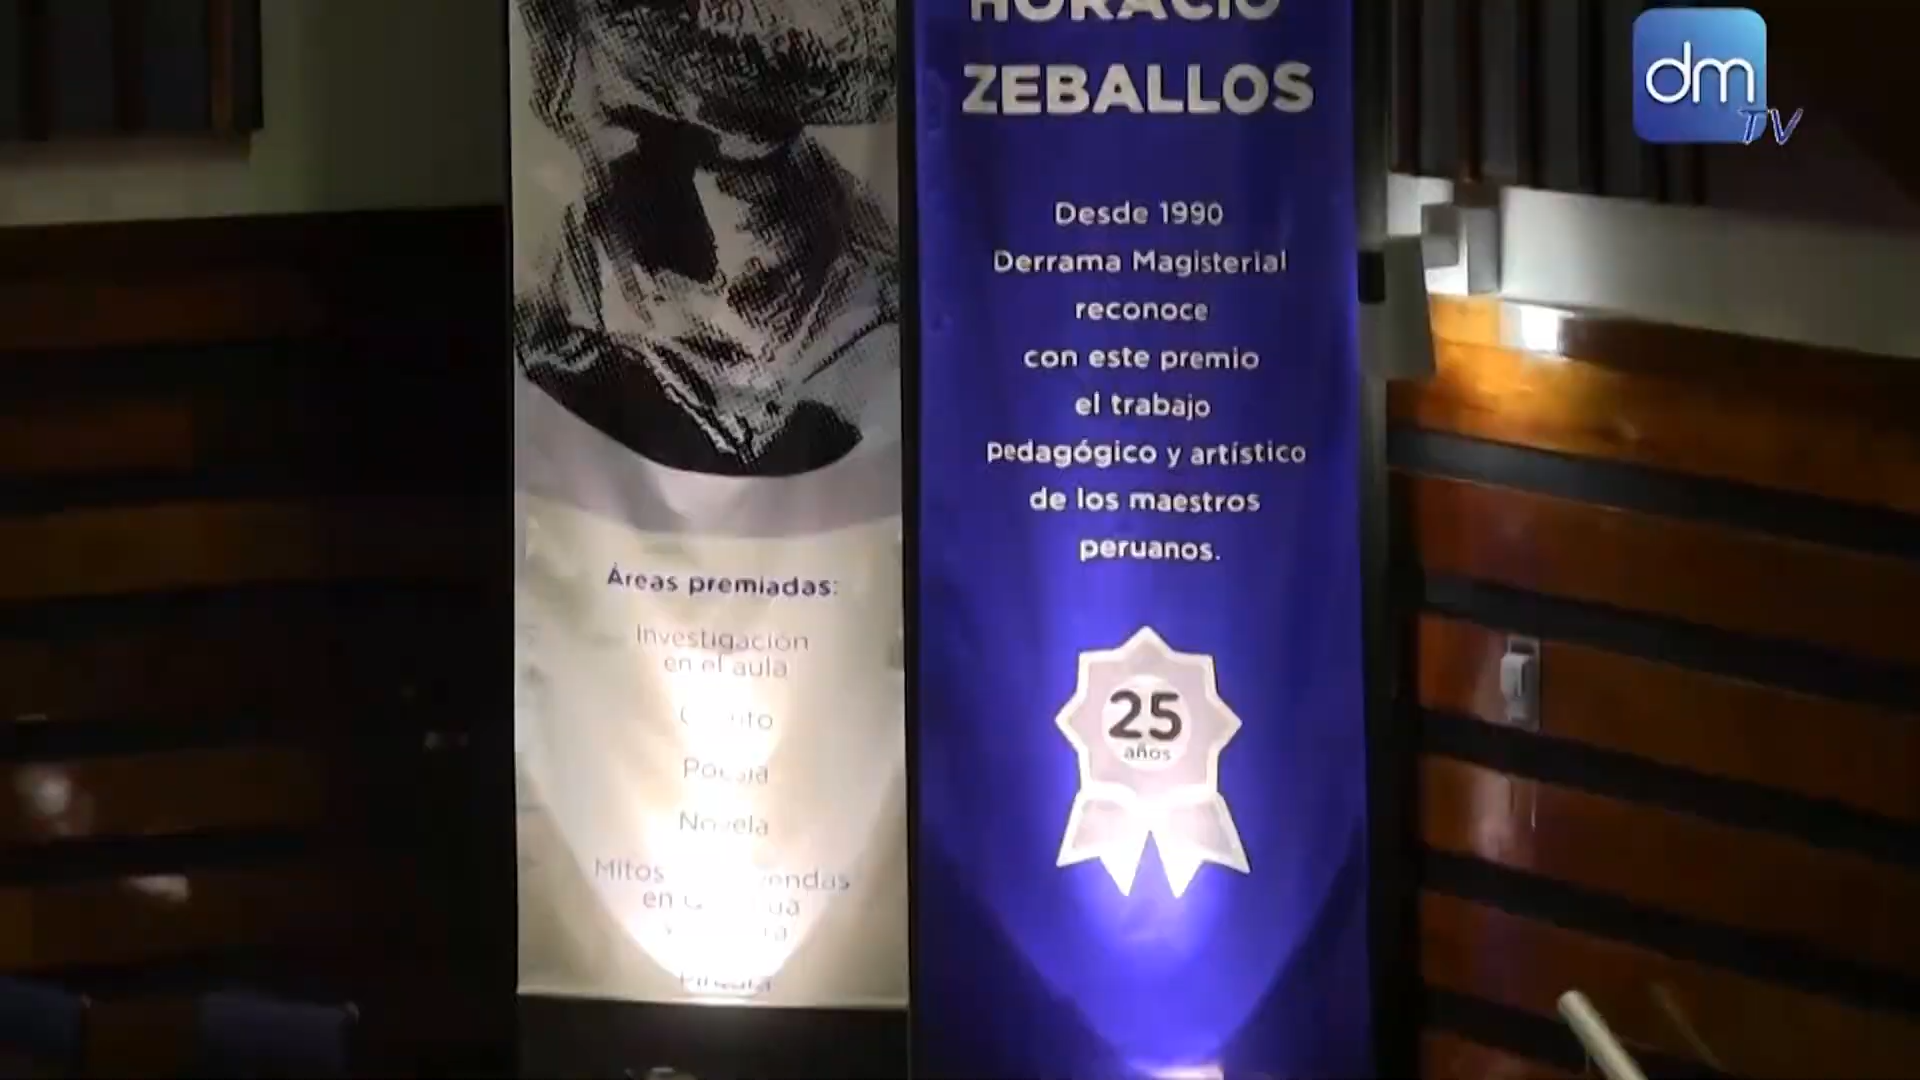 HORACIO
ZEBALLOS
Desde 1990
Derrama Magisterial
reconoce
con este premio
el trabajo
pedagógico y artístico
de los maestros
peruanos.
25
años
Áreas premiadas:
Investigación
en el aula
Poesía
Novela
Mitos
en
dm
TV